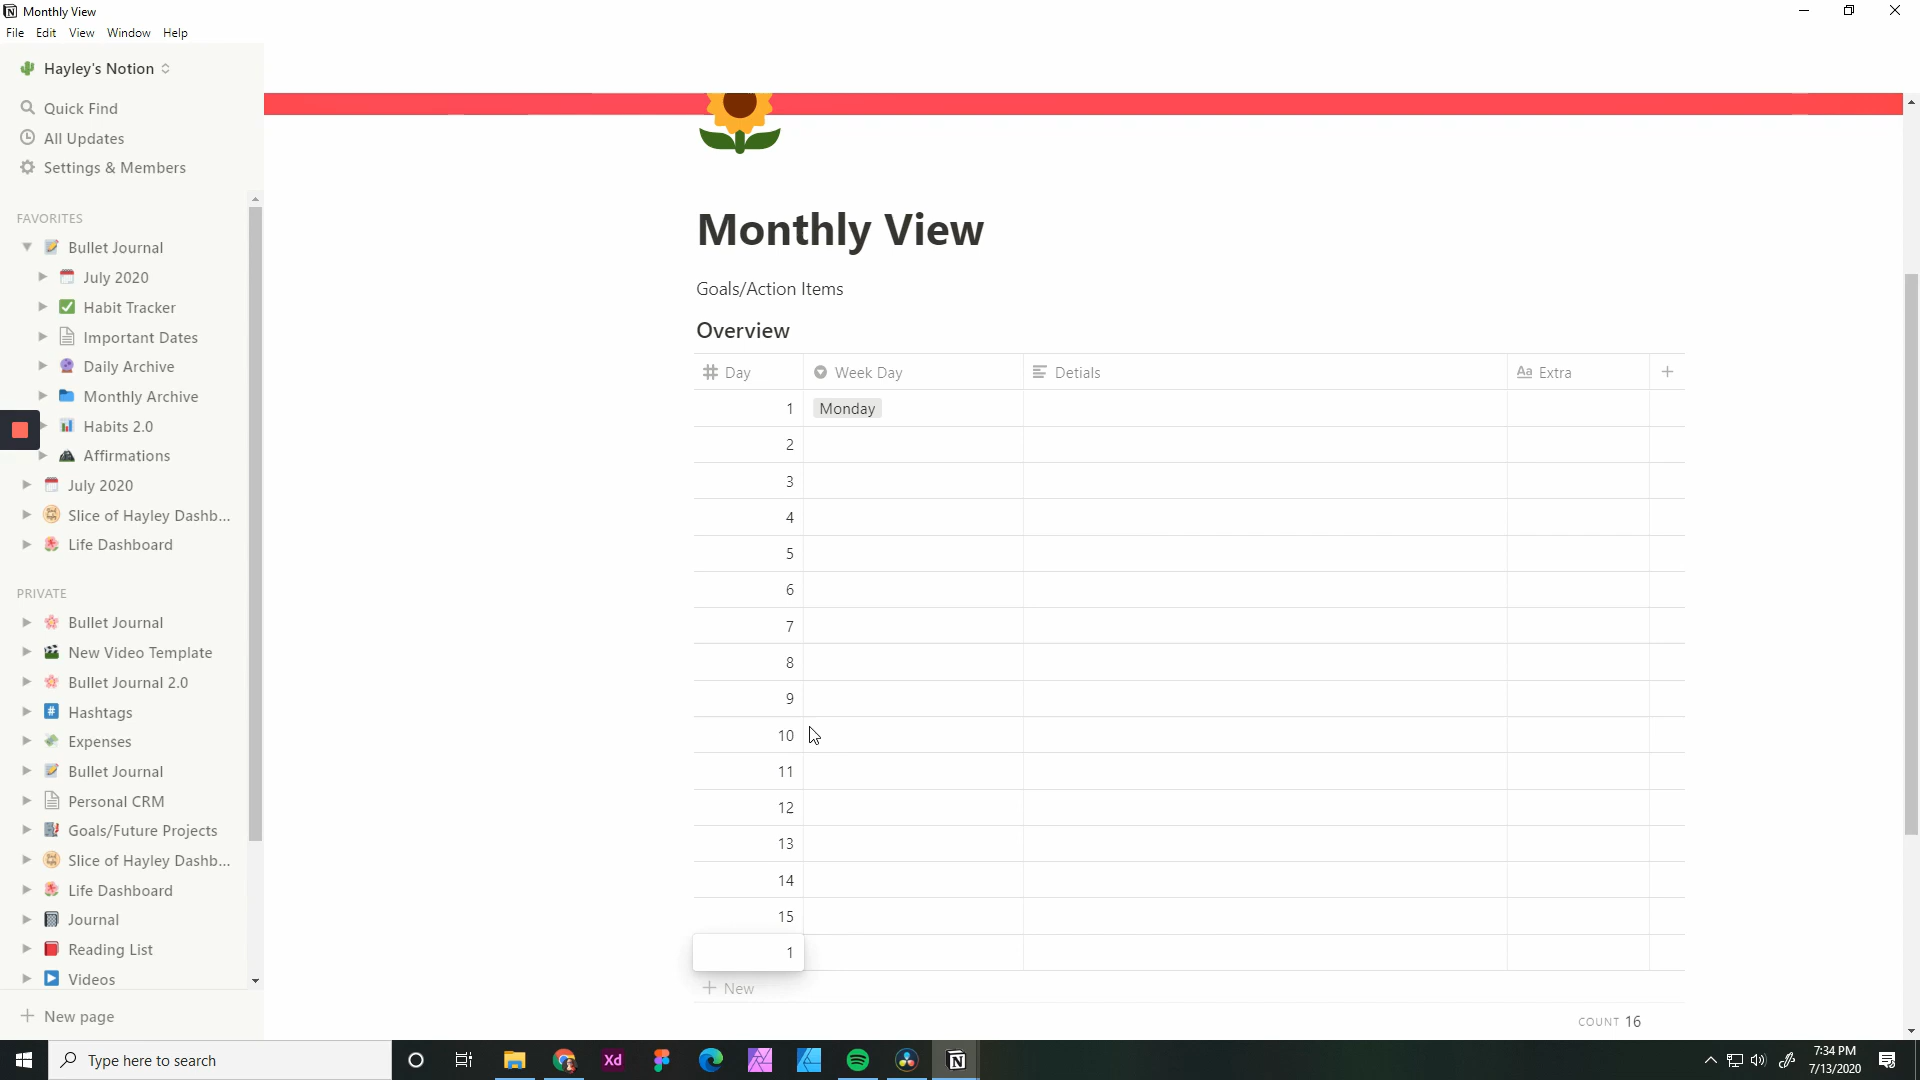 Monthly View
File Edit View Window Help
Hayley's Notion
Quick Find
All Updates
Settings & Members
FAVORITES
Bullet Journal
July 2020
Habit Tracker
Important Dates
Daily Archive
Monthly Archive
Habits 2.0
Affirmations
July 2020
Slice of Hayley Dashb...
Life Dashboard
PRIVATE
Bullet Journal
New Video Template
Bullet Journal 2.0
Hashtags
Expenses
Bullet Journal
Personal CRM
Goals/Future Projects
Slice of Hayley Dashb...
Life Dashboard
Journal
Reading List
Videos
New page
Monthly View
Goals/Action Items
Overview
Day Week Day Detials Aa Extra
1 Monday
2
3
4
5
6
7
8
9
10
11
12
13
14
15
1
New
COUNT 16
Type here to search
Xd
7:34 PM
7/13/2020